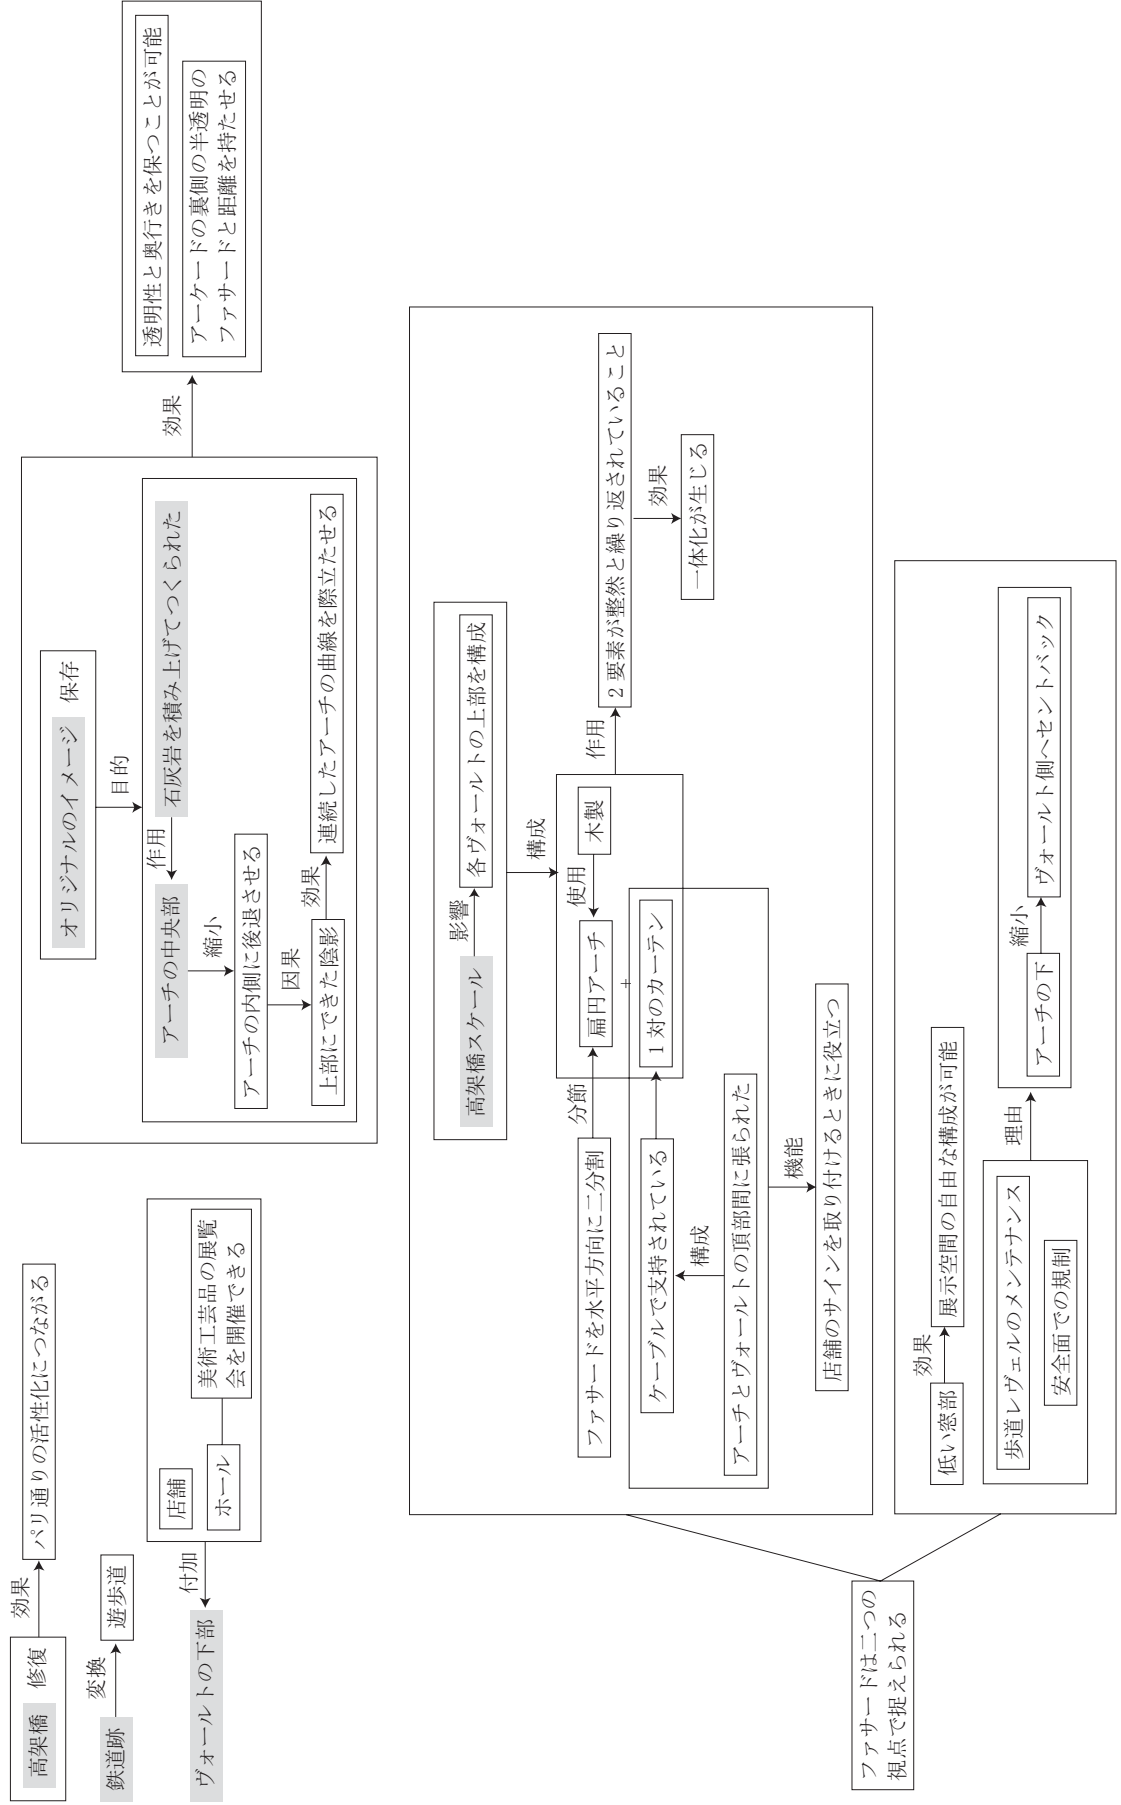 高架橋 修復
効果
パリ通りの活性化につながる
鉄道跡
変換
遊歩道
ヴォールトの下部
付加
店舗
ホール
美術工芸品の展覧
会を開催できる
オリジナルのイメージ 保存
目的
アーチの中央部
作用
石灰岩を積み上げてつくられた
縮小
アーチの内側に後退させる
因果
上部にできた陰影
効果
連続したアーチの曲線を際立たせる
効果
透明性と奥行きを保つことが可能
アーケードの裏側の半透明の
ファサードと距離を持たせる
ファサードは二つの
視点で捉えられる
高架橋スケール
影響
各ヴォールトの上部を構成
構成
ファサードを水平方向に二分割
分節
扁円アーチ
使用
木製
+
1対のカーテン
ケーブルで支持されている
構成
アーチとヴォールトの頂部間に張られた
機能
店舗のサインを取り付けるときに役立つ
作用
2要素が整然と繰り返されていること
効果
一体化が生じる
低い窓部
効果
展示空間の自由な構成が可能
歩道レヴェルのメンテナンス
安全面での規制
理由
アーチの下
縮小
ヴォールト側へセントバック